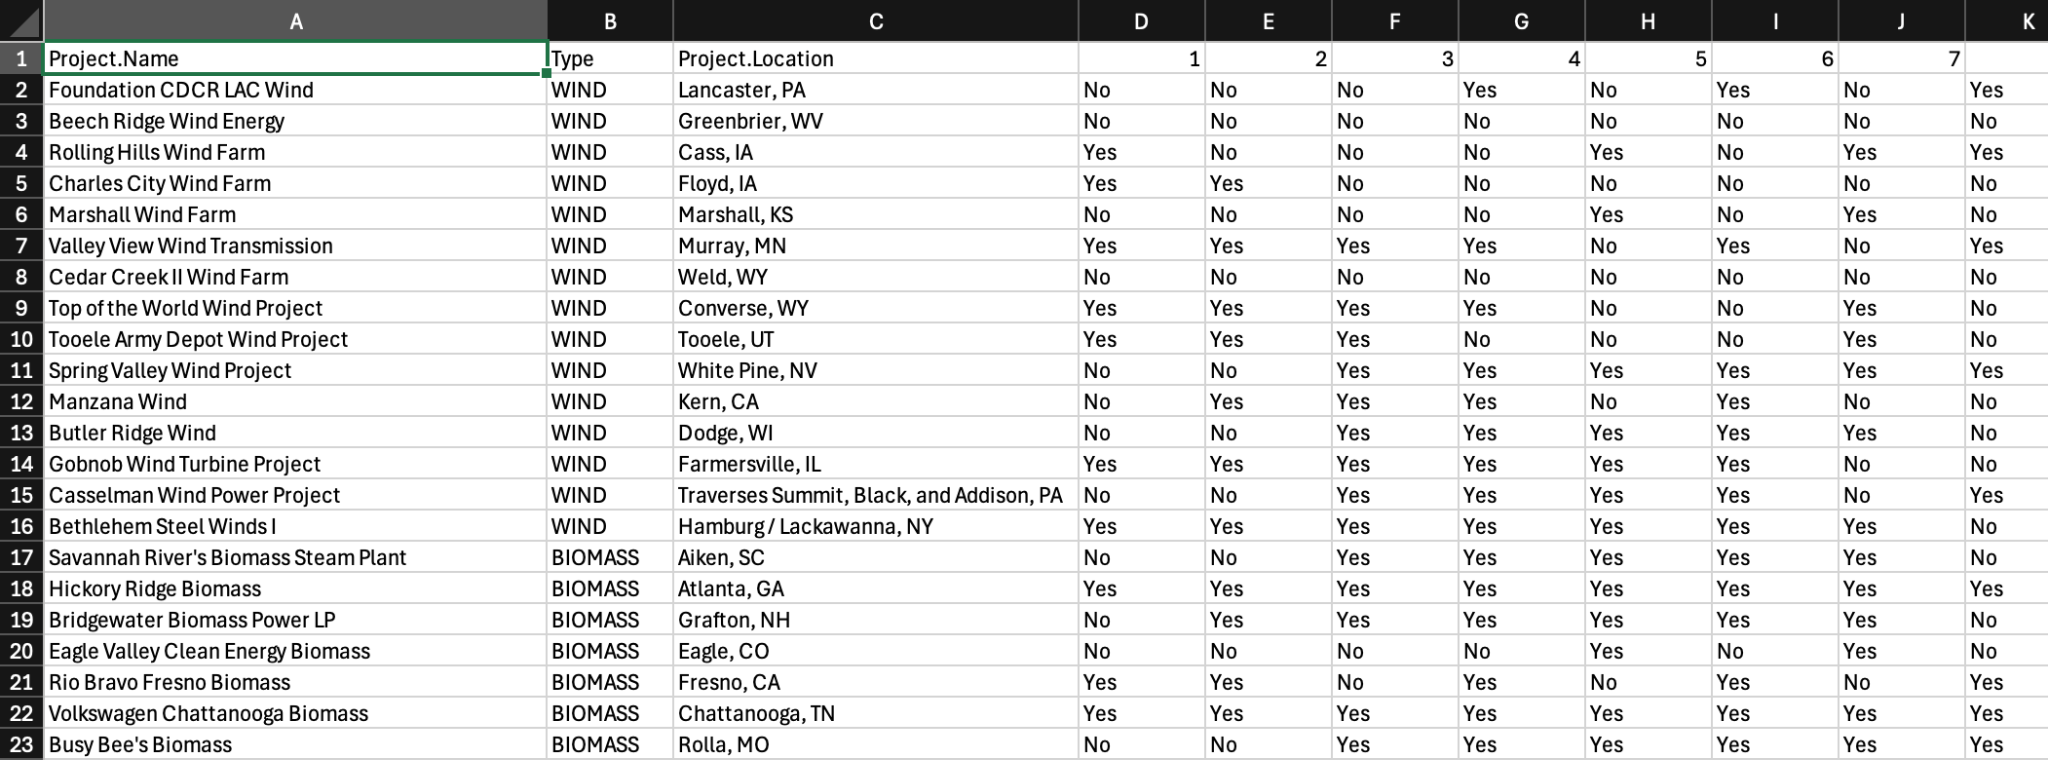 A B C D E F G H I J K
1 Project.Name Type Project.Location 1 2 3 4 5 6 7
2 Foundation CDCR LAC Wind WIND Lancaster, PA No No No Yes No Yes No Yes
3 Beech Ridge Wind Energy WIND Greenbrier, WV No No No No No No No No
4 Rolling Hills Wind Farm WIND Cass, IA Yes No No No Yes No Yes Yes
5 Charles City Wind Farm WIND Floyd, IA Yes Yes No No No No No No
6 Marshall Wind Farm WIND Marshall, KS No No No No Yes No Yes No
7 Valley View Wind Transmission WIND Murray, MN Yes Yes Yes Yes No Yes No Yes
8 Cedar Creek II Wind Farm WIND Weld, WY No No No No No No No No
9 Top of the World Wind Project WIND Converse, WY Yes Yes Yes Yes No No Yes No
10 Tooele Army Depot Wind Project WIND Tooele, UT Yes Yes Yes No No No Yes No
11 Spring Valley Wind Project WIND White Pine, NV No No Yes Yes Yes Yes Yes Yes
12 Manzana Wind WIND Kern, CA No Yes Yes Yes No Yes No No
13 Butler Ridge Wind WIND Dodge, WI No No Yes Yes Yes Yes Yes No
14 Gobnob Wind Turbine Project WIND Farmersville, IL Yes Yes Yes Yes Yes Yes No No
15 Casselman Wind Power Project WIND Traverses Summit, Black, and Addison, PA No No Yes Yes Yes Yes No Yes
16 Bethlehem Steel Winds I WIND Hamburg / Lackawanna, NY Yes Yes Yes Yes Yes Yes Yes No
17 Savannah River's Biomass Steam Plant BIOMASS Aiken, SC No No Yes Yes Yes Yes Yes No
18 Hickory Ridge Biomass BIOMASS Atlanta, GA Yes Yes Yes Yes Yes Yes Yes Yes
19 Bridgewater Biomass Power LP BIOMASS Grafton, NH No Yes Yes Yes Yes Yes Yes No
20 Eagle Valley Clean Energy Biomass BIOMASS Eagle, CO No No No No Yes No Yes No
21 Rio Bravo Fresno Biomass BIOMASS Fresno, CA Yes Yes No Yes No Yes No Yes
22 Volkswagen Chattanooga Biomass BIOMASS Chattanooga, TN Yes Yes Yes Yes Yes Yes Yes Yes
23 Busy Bee's Biomass BIOMASS Rolla, MO No No Yes Yes Yes Yes Yes Yes